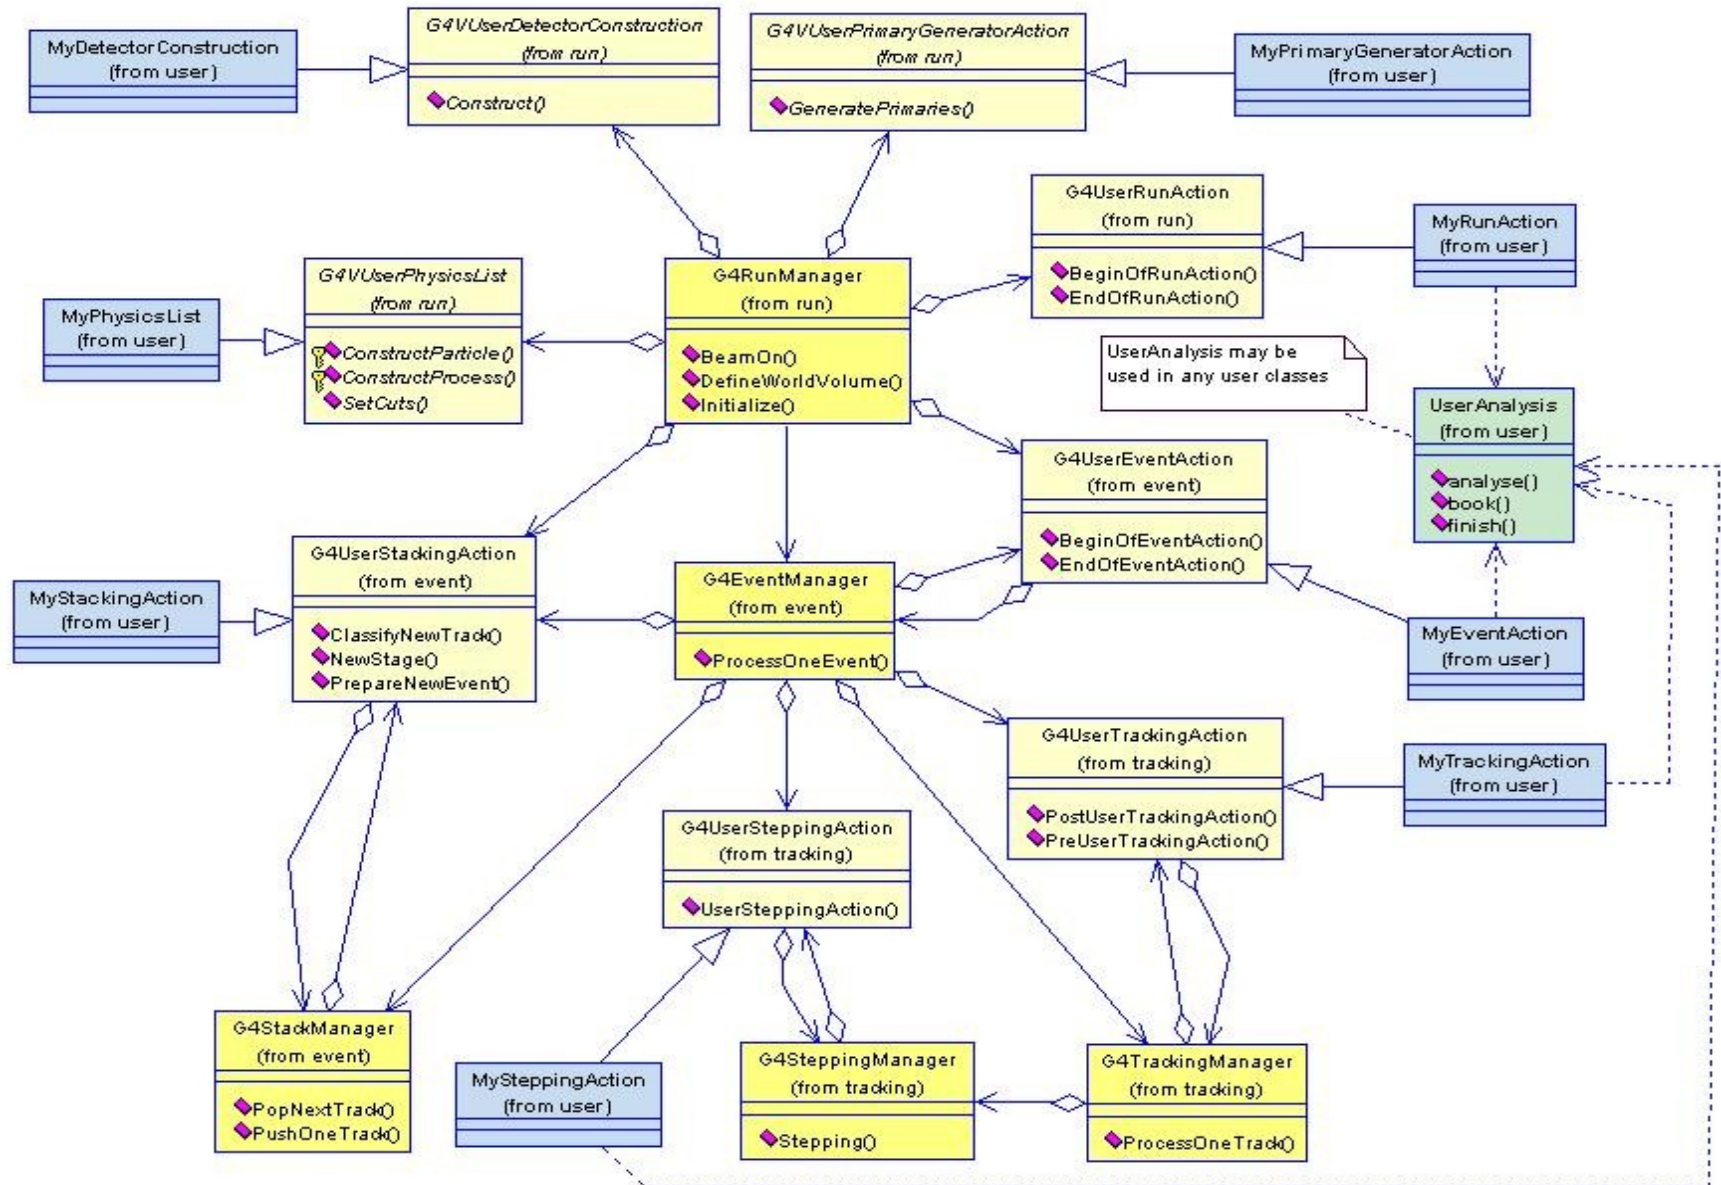 G4VUserDetectorConstruction
(from run)
Construct()
G4VUserPrimaryGeneratorAction
(from run)
GeneratePrimaries()
MyDetectorConstruction
(from user)
MyPrimaryGeneratorAction
(from user)
G4UserRunAction
(from run)
BeginOfRunAction()
EndOfRunAction()
MyRunAction
(from user)
G4VUserPhysicsList
(from run)
ConstructParticle()
ConstructProcess()
SetCuts()
G4RunManager
(from run)
BeamOn()
DefineWorldVolume()
Initialize()
MyPhysicsList
(from user)
UserAnalysis may be
used in any user classes
UserAnalysis
(from user)
analyse()
book()
finish()
G4UserEventAction
(from event)
BeginOfEventAction()
EndOfEventAction()
G4UserStackingAction
(from event)
ClassifyNewTrack()
NewStage()
PrepareNewEvent()
G4EventManager
(from event)
ProcessOneEvent()
MyStackingAction
(from user)
MyEventAction
(from user)
G4UserTrackingAction
(from tracking)
PostUserTrackingAction()
PreUserTrackingAction()
MyTrackingAction
(from user)
G4UserSteppingAction
(from tracking)
UserSteppingAction()
G4StackManager
(from event)
PopNextTrack()
PushOneTrack()
MySteppingAction
(from user)
G4SteppingManager
(from tracking)
Stepping()
G4TrackingManager
(from tracking)
ProcessOneTrack()